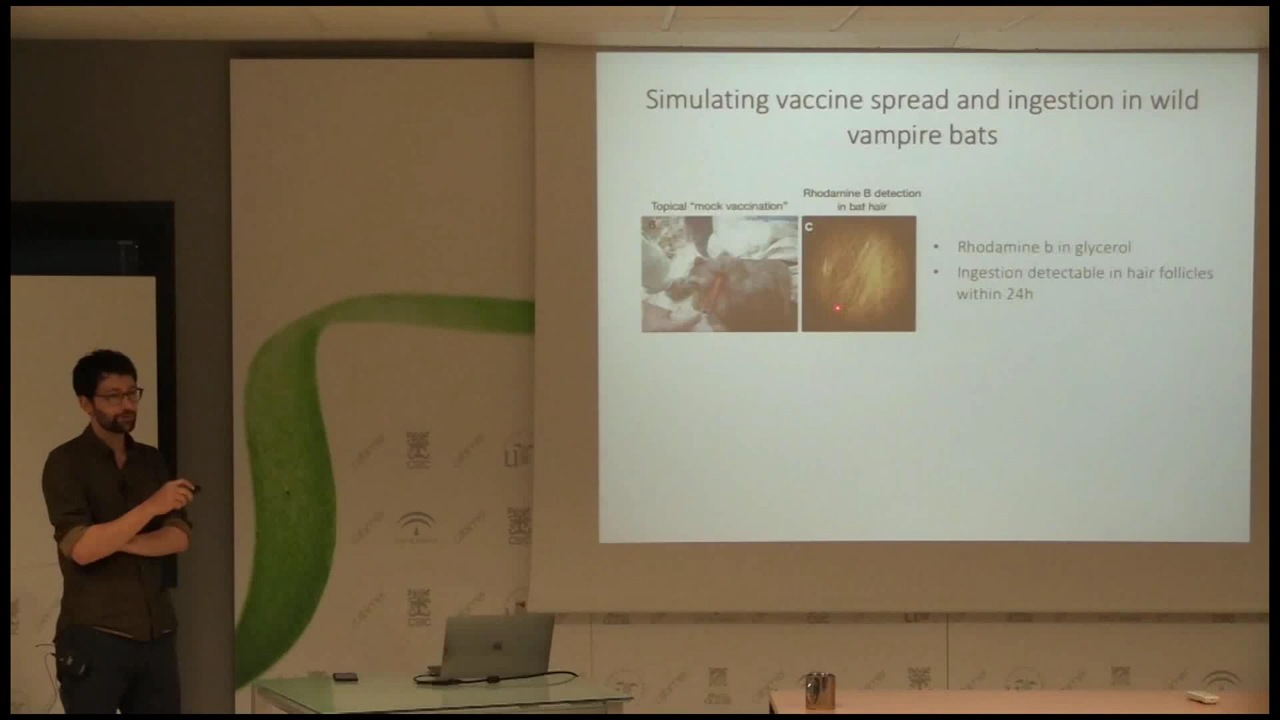 Simulating vaccine spread and ingestion in wild
vampire bats
Topical "mock vaccination"
Rhodamine B detection
in bat hair
B
C
• Rhodamine b in glycerol
• Ingestion detectable in hair follicles
within 24h
CSIC